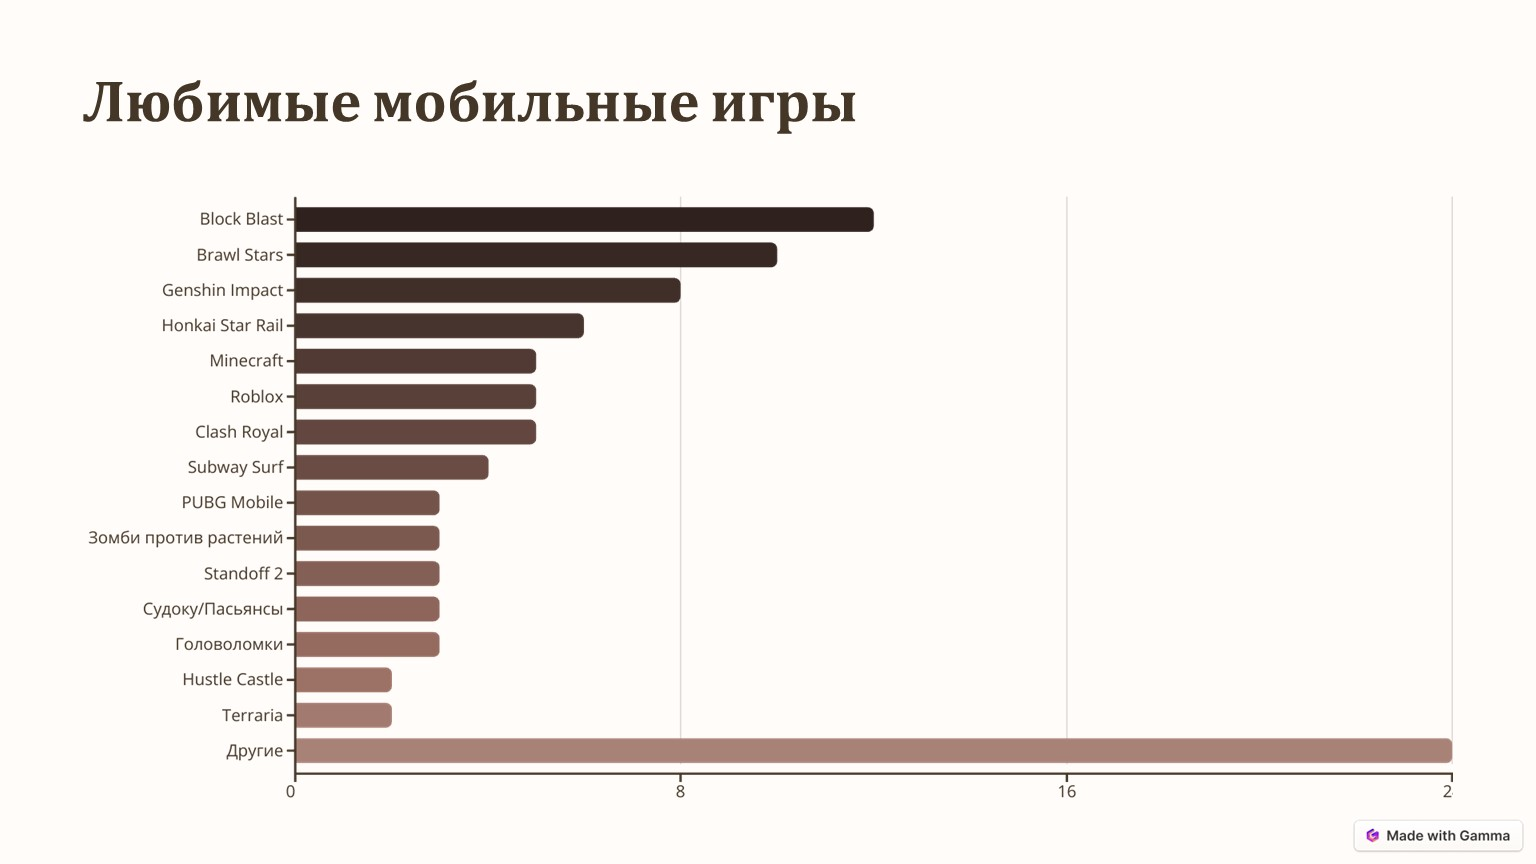 Любимые мобильные игры
Block Blast
Brawl Stars
Genshin Impact
Honkai Star Rail
Minecraft
Roblox
Clash Royal
Subway Surf
PUBG Mobile
Зомби против растений
Standoff 2
Судоку/Пасьянсы
Головоломки
Hustle Castle
Terraria
Другие
0 8 16 2
Made with Gamma